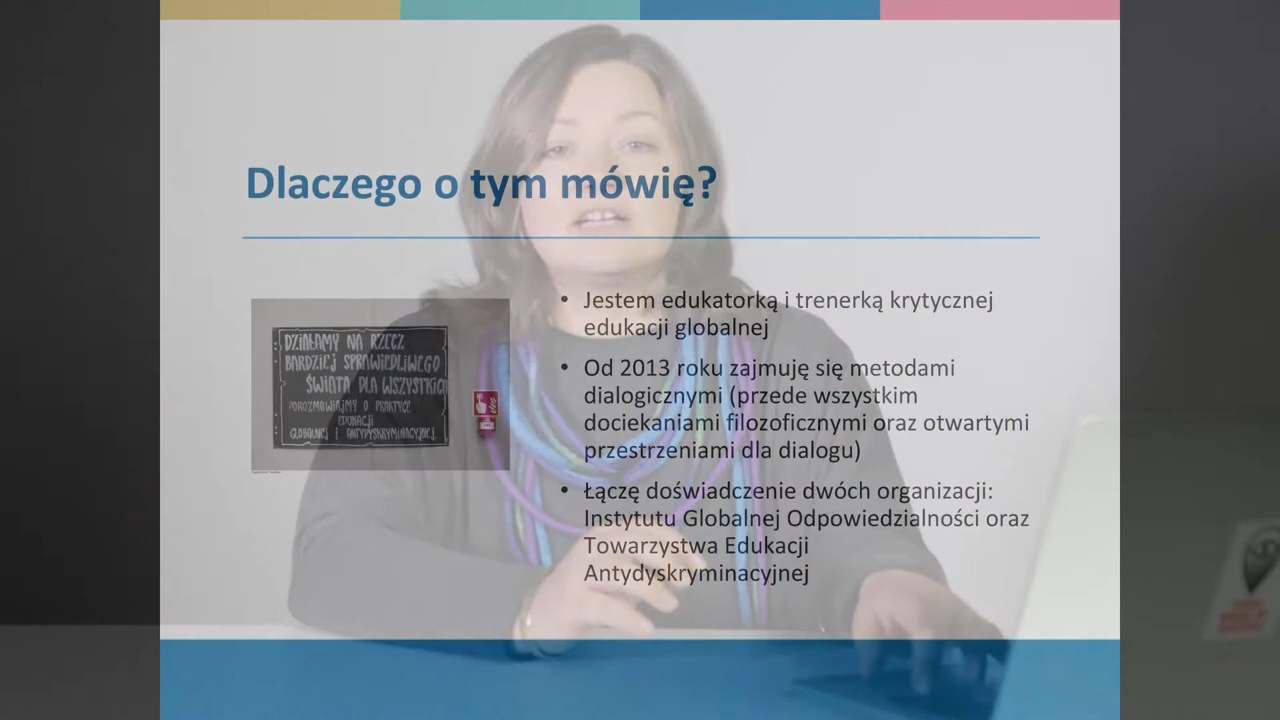 Dlaczego o tym mówię?
DZIAŁAMY NA RZECZ
BARDZIEJ SPRAWIEDLIWEGO
ŚWIATA DLA WSZYSTKICH
POROZMAWIAJMY O PRAKTYCE
EDUKACJI
GLOBALNEJ I ANTYDYSKRYMINACYJNEJ
• Jestem edukatorką i trenerką krytycznej
edukacji globalnej
• Od 2013 roku zajmuję się metodami
dialogicznymi (przede wszystkim
dociekaniami filozoficznymi oraz otwartymi
przestrzeniami dla dialogu)
• Łączę doświadczenie dwóch organizacji:
Instytutu Globalnej Odpowiedzialności oraz
Towarzystwa Edukacji
Antydyskryminacyjnej